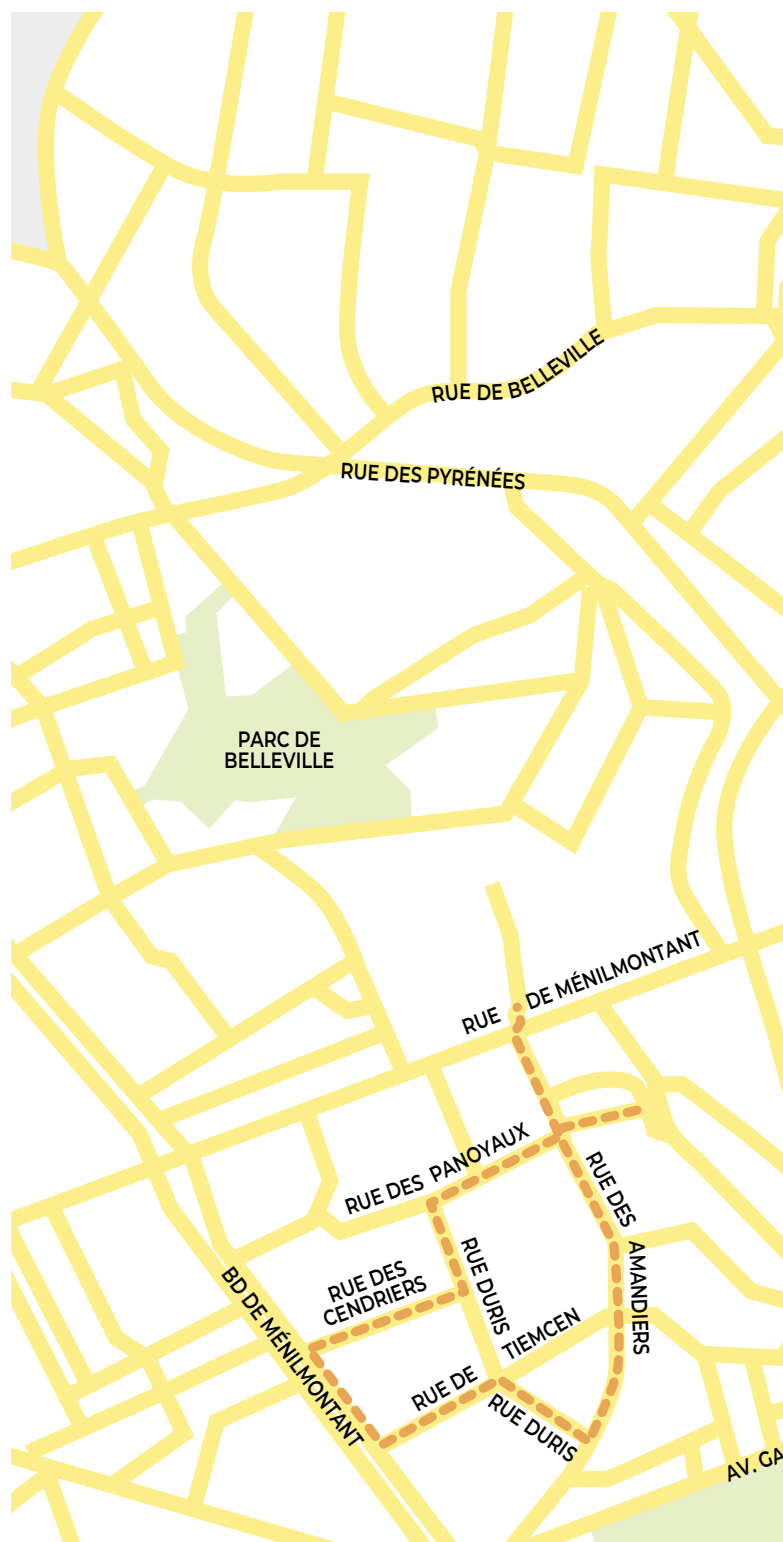 RUE DE BELLEVILLE
RUE DES PYRÉNÉES
PARC DE
BELLEVILLE
RUE DE MÉNILMONTANT
RUE DES PANOYAUX
RUE DES
AMANDIERS
RUE DES
CENDRIERS
RUE DURIS
BD DE MÉNILMONTANT
RUE DE TIEMCEN
RUE DURIS
AV. GA